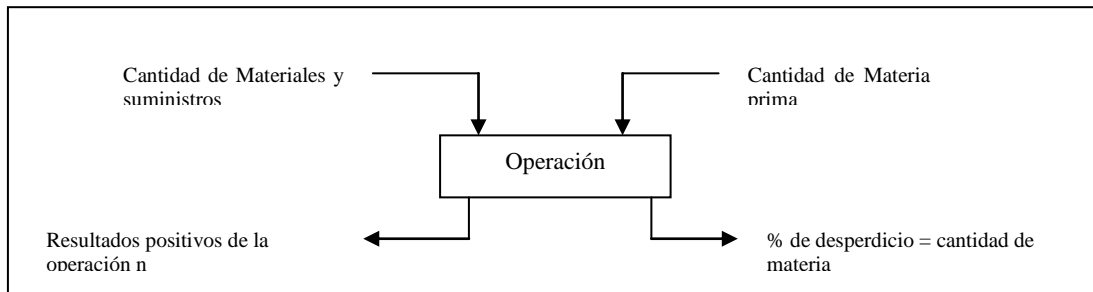 Cantidad de Materiales y
suministros
Cantidad de Materia
prima
Operación
Resultados positivos de la
operación n
% de desperdicio = cantidad de
materia